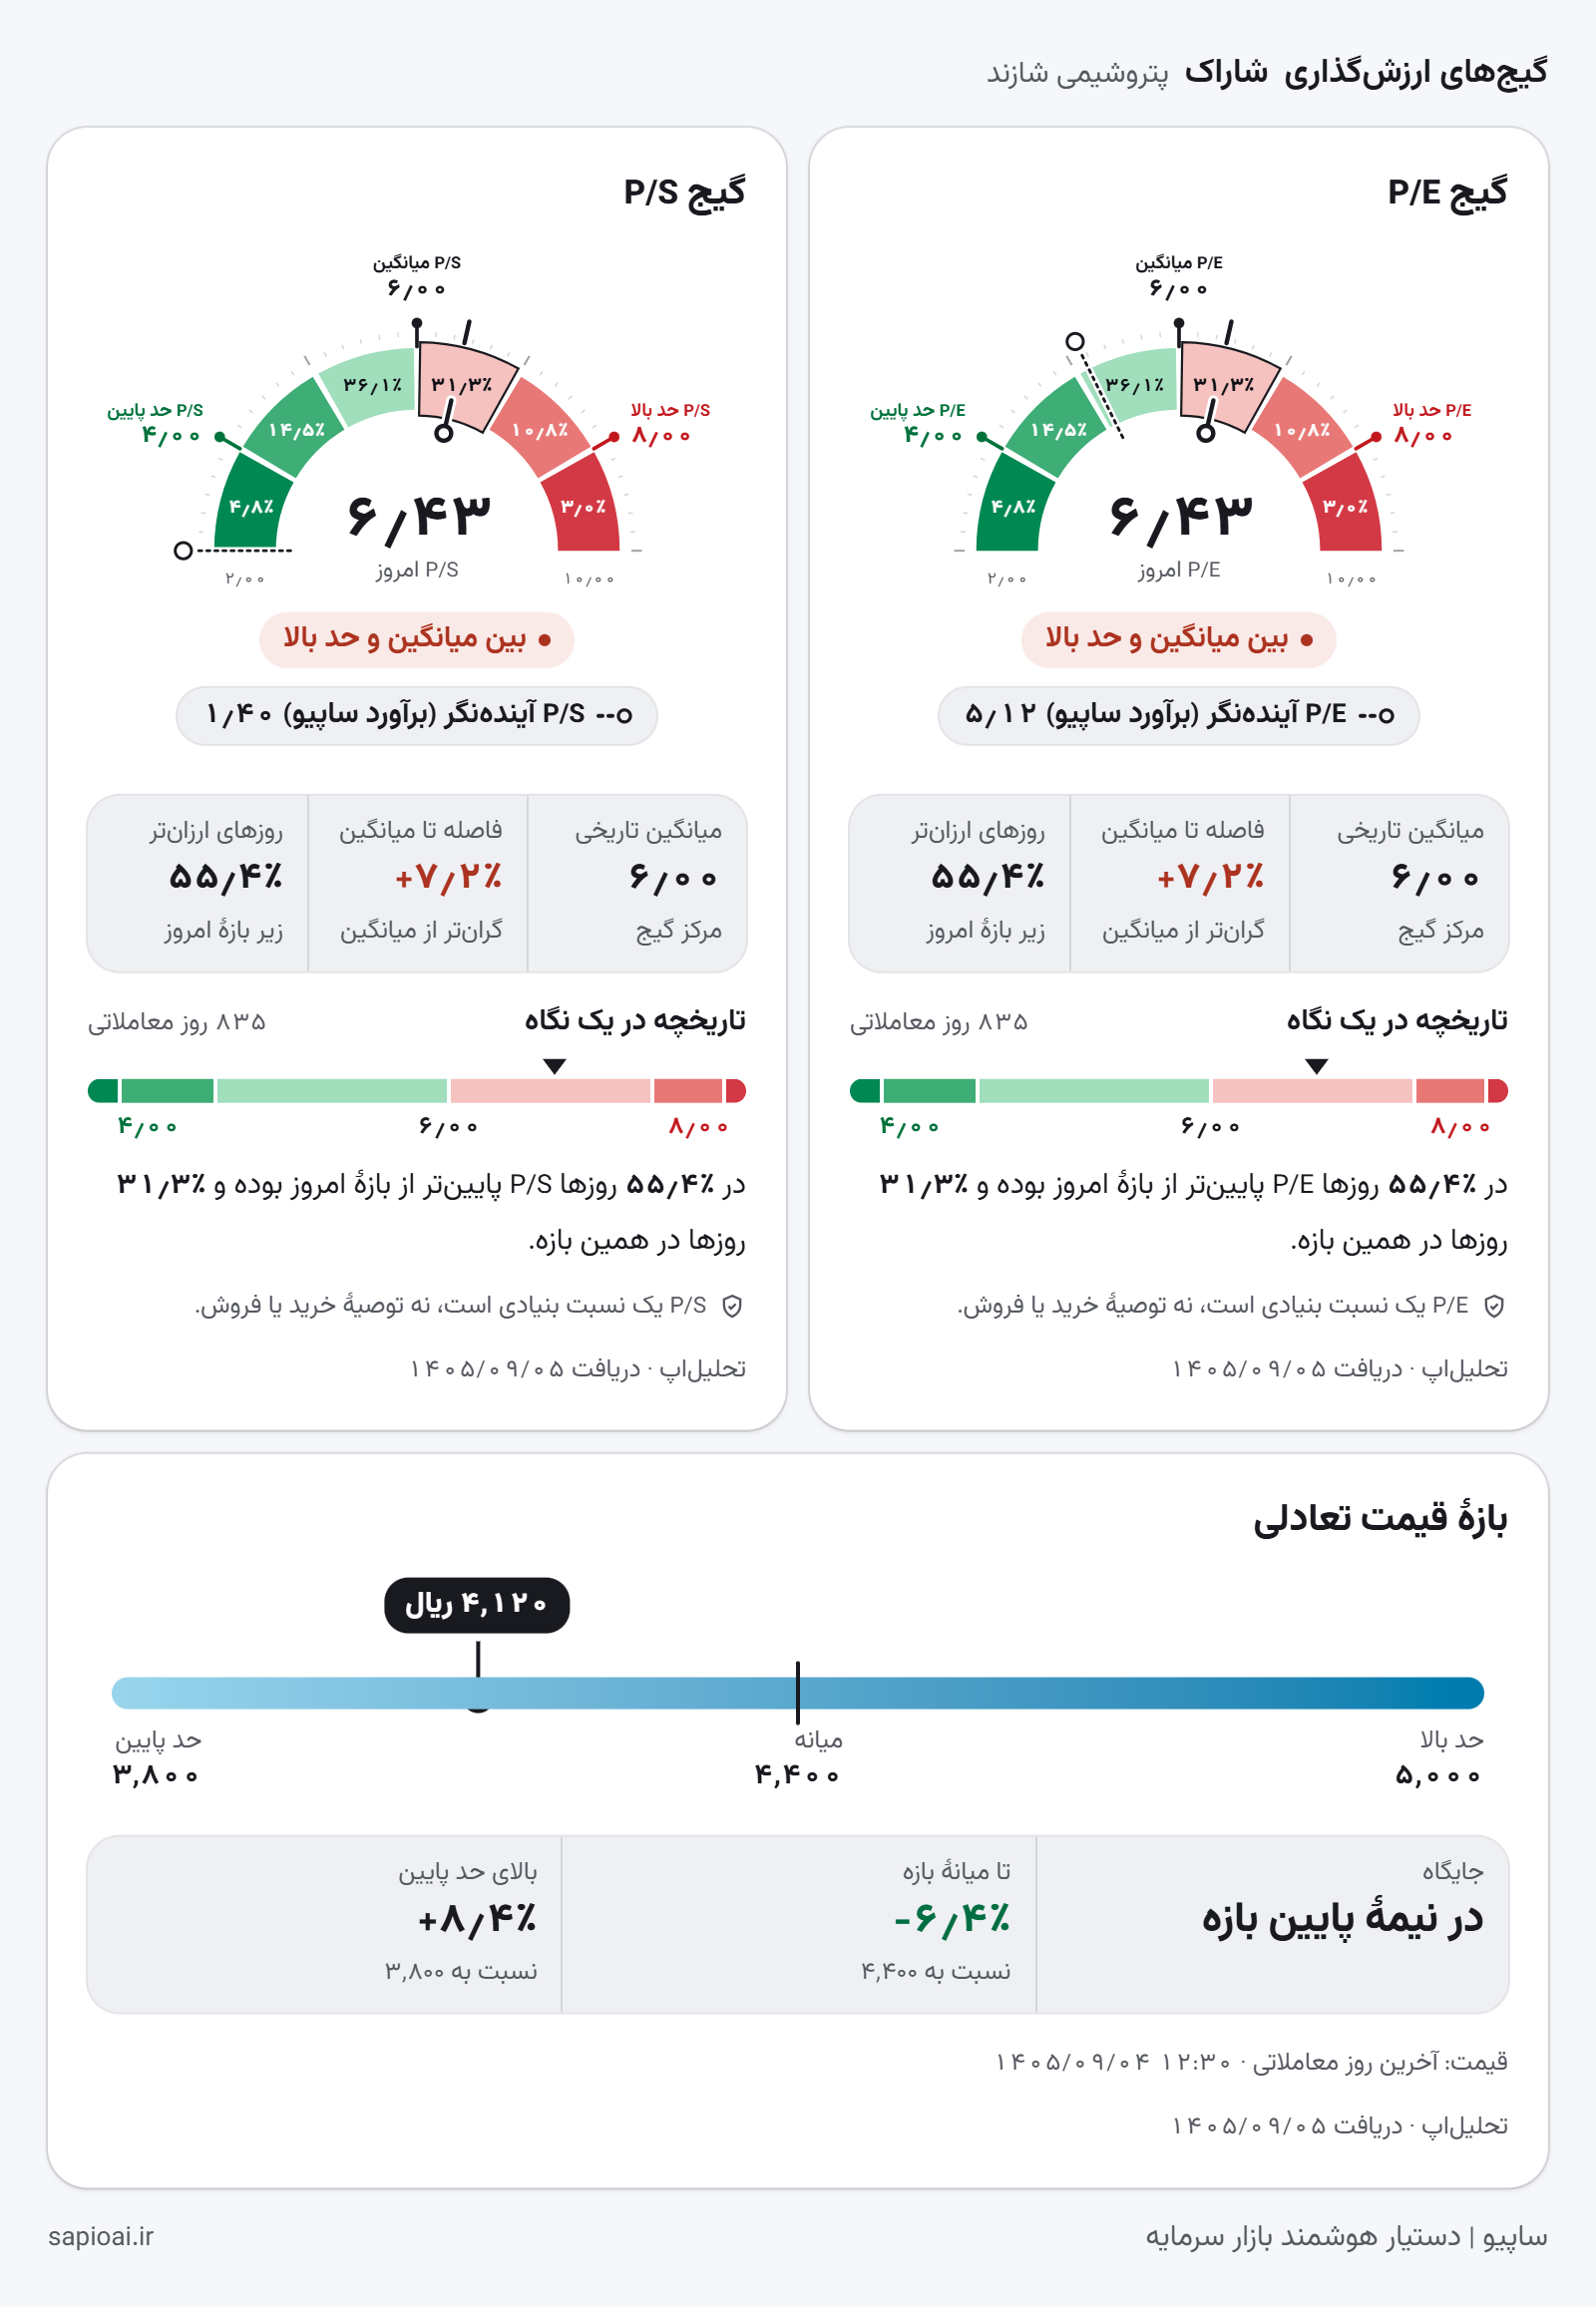 گیج‌های ارزش‌گذاری شاراک پتروشیمی شازند
گیج P/E
P/E میانگین
۶٫۰۰
۳۶٫۱٪
۳۱٫۳٪
P/E حد پایین
۴٫۰۰
۱۴٫۵٪
۱۰٫۸٪
P/E حد بالا
۸٫۰۰
۴٫۸٪
۳٫۰٪
۶٫۴۳
P/E امروز
۲٫۰۰
۱۰٫۰۰
بین میانگین و حد بالا
P/E آینده‌نگر (برآورد ساپیو) ۵٫۱۲
میانگین تاریخی
۶٫۰۰
مرکز گیج
فاصله تا میانگین
+۷٫۲٪
گران‌تر از میانگین
روزهای ارزان‌تر
۵۵٫۴٪
زیر بازهٔ امروز
تاریخچه در یک نگاه
۸۳۵ روز معاملاتی
۴٫۰۰
۶٫۰۰
۸٫۰۰
در ۵۵٫۴٪ روزها P/E پایین‌تر از بازهٔ امروز بوده و ۳۱٫۳٪
روزها در همین بازه.
P/E یک نسبت بنیادی است، نه توصیهٔ خرید یا فروش.
تحلیل‌اپ · دریافت ۱۴۰۵/۰۹/۰۵
گیج P/S
P/S میانگین
۶٫۰۰
۳۶٫۱٪
۳۱٫۳٪
P/S حد پایین
۴٫۰۰
۱۴٫۵٪
۱۰٫۸٪
P/S حد بالا
۸٫۰۰
۴٫۸٪
۳٫۰٪
۶٫۴۳
P/S امروز
۲٫۰۰
۱۰٫۰۰
بین میانگین و حد بالا
P/S آینده‌نگر (برآورد ساپیو) ۱٫۴۰
میانگین تاریخی
۶٫۰۰
مرکز گیج
فاصله تا میانگین
+۷٫۲٪
گران‌تر از میانگین
روزهای ارزان‌تر
۵۵٫۴٪
زیر بازهٔ امروز
تاریخچه در یک نگاه
۸۳۵ روز معاملاتی
۴٫۰۰
۶٫۰۰
۸٫۰۰
در ۵۵٫۴٪ روزها P/S پایین‌تر از بازهٔ امروز بوده و ۳۱٫۳٪
روزها در همین بازه.
P/S یک نسبت بنیادی است، نه توصیهٔ خرید یا فروش.
تحلیل‌اپ · دریافت ۱۴۰۵/۰۹/۰۵
بازهٔ قیمت تعادلی
۴,۱۲۰ ریال
حد بالا
۵,۰۰۰
میانه
۴,۴۰۰
حد پایین
۳,۸۰۰
جایگاه
در نیمهٔ پایین بازه
تا میانهٔ بازه
-۶٫۴٪
نسبت به ۴,۴۰۰
بالای حد پایین
+۸٫۴٪
نسبت به ۳,۸۰۰
قیمت: آخرین روز معاملاتی · ۱۲:۳۰ ۱۴۰۵/۰۹/۰۴
تحلیل‌اپ · دریافت ۱۴۰۵/۰۹/۰۵
ساپیو | دستیار هوشمند بازار سرمایه
sapioai.ir